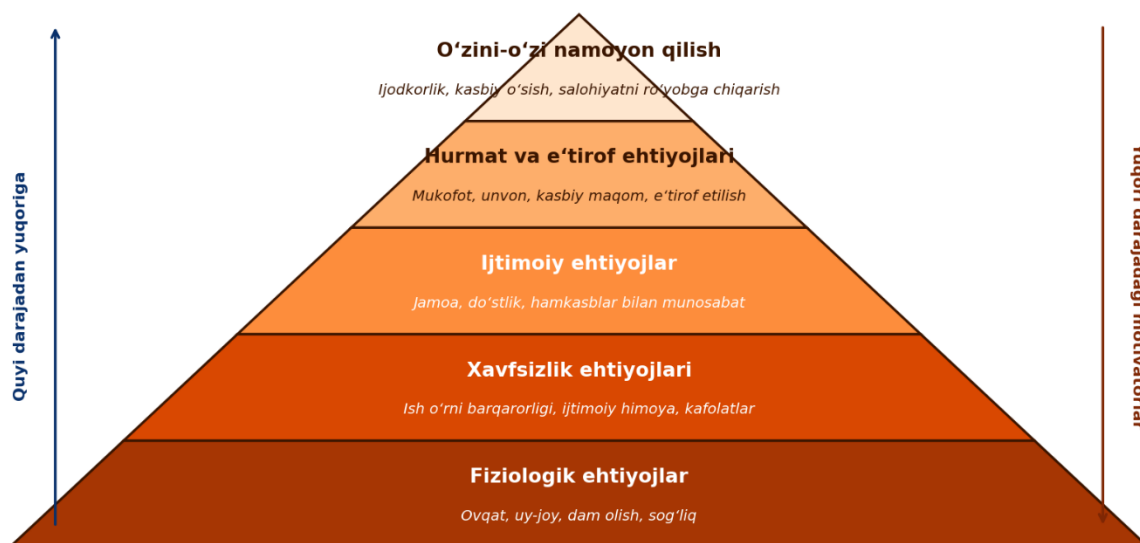 O‘zini-o‘zi namoyon qilish
Ijodkorlik, kasbiy o‘sish, salohiyatni ro‘yobga chiqarish
Hurmat va e‘tirof ehtiyojlari
Mukofot, unvon, kasbiy maqom, e‘tirof etilish
Ijtimoiy ehtiyojlar
Jamoa, do‘stlik, hamkasblar bilan munosabat
Xavfsizlik ehtiyojlari
Ish o‘rni barqarorligi, ijtimoiy himoya, kafolatlar
Fiziologik ehtiyojlar
Ovqat, uy-joy, dam olish, sog‘liq
Quyi darajadan yuqoriga
Yuqori darajadagi motivatorlar